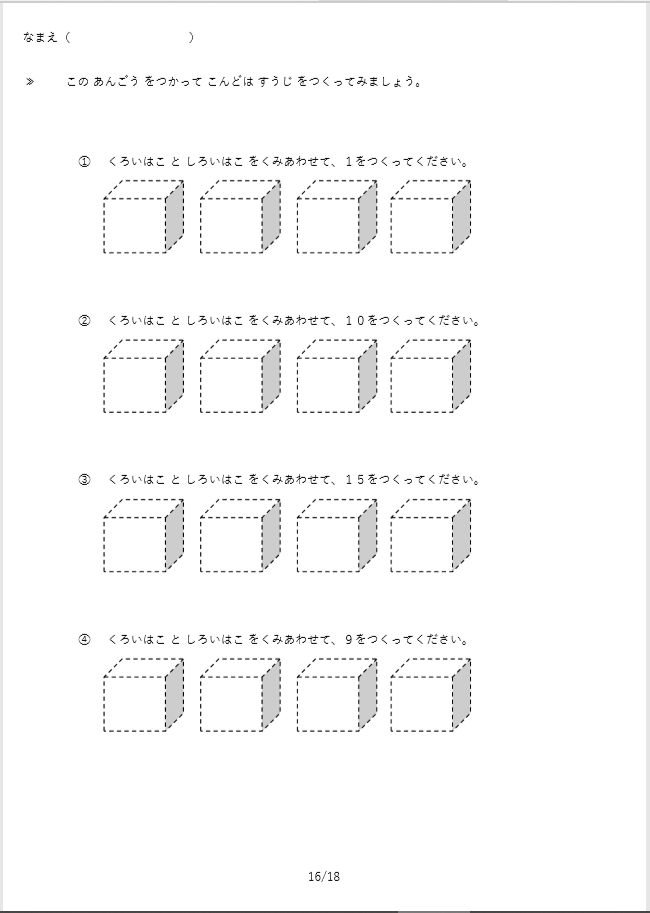 なまえ（　　　　　　　　　）
≫　このあんごう をつかって こんどは すうじ をつくってみましょう。
①　くろいはこ と しろいはこ をくみあわせて、１をつくってください。
②　くろいはこ と しろいはこ をくみあわせて、１０をつくってください。
③　くろいはこ と しろいはこ をくみあわせて、１５をつくってください。
④　くろいはこ と しろいはこ をくみあわせて、９をつくってください。
16/18